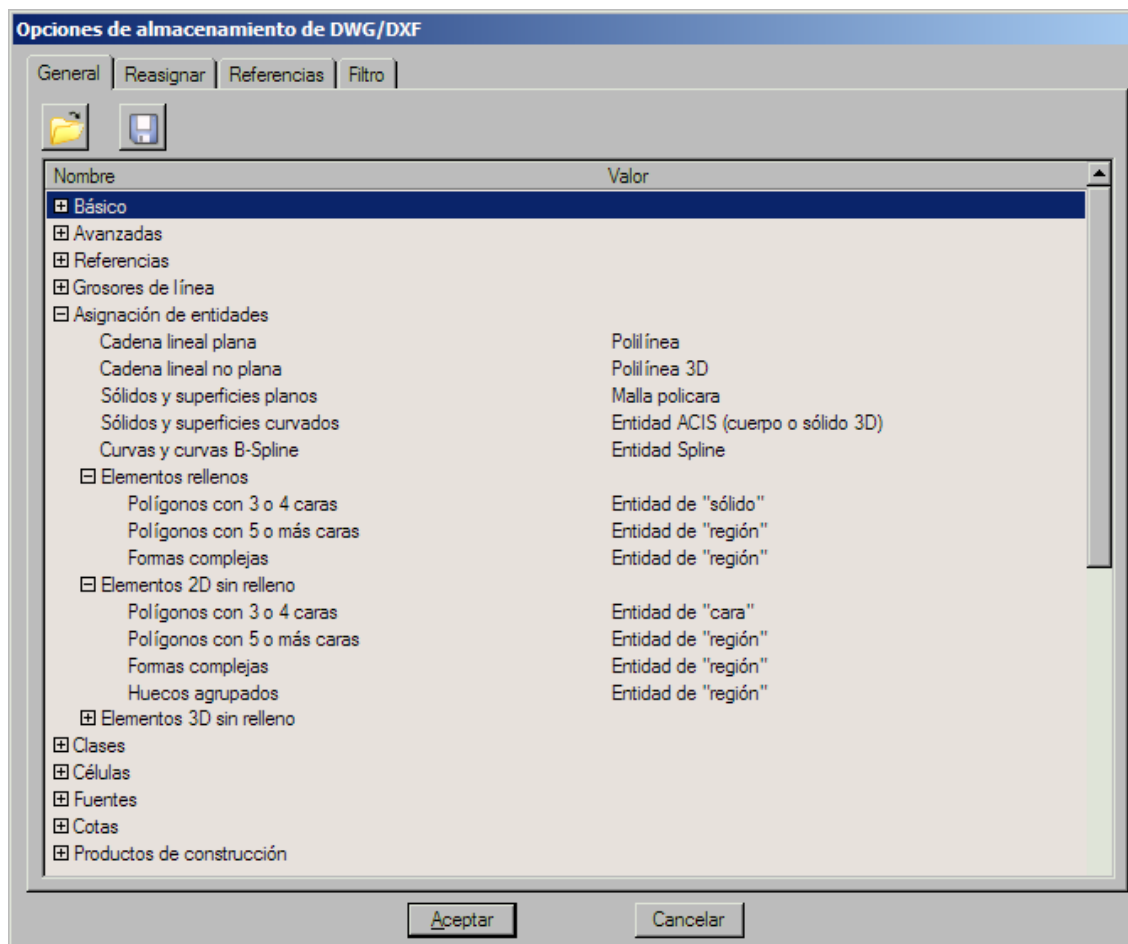 Opciones de almacenamiento de DWG/DXF
General Reasignar Referencias Filtro
Nombre Valor
Básico
Avanzadas
Referencias
Grosores de línea
Asignación de entidades
Cadena lineal plana Polilínea
Cadena lineal no plana Polilínea 3D
Sólidos y superficies planos Malla policara
Sólidos y superficies curvados Entidad ACIS (cuerpo o sólido 3D)
Curvas y curvas B-Spline Entidad Spline
Elementos rellenos
Polígonos con 3 o 4 caras Entidad de "sólido"
Polígonos con 5 o más caras Entidad de "región"
Formas complejas Entidad de "región"
Elementos 2D sin relleno
Polígonos con 3 o 4 caras Entidad de "cara"
Polígonos con 5 o más caras Entidad de "región"
Formas complejas Entidad de "región"
Huecos agrupados Entidad de "región"
Elementos 3D sin relleno
Clases
Células
Fuentes
Cotas
Productos de construcción
Aceptar Cancelar